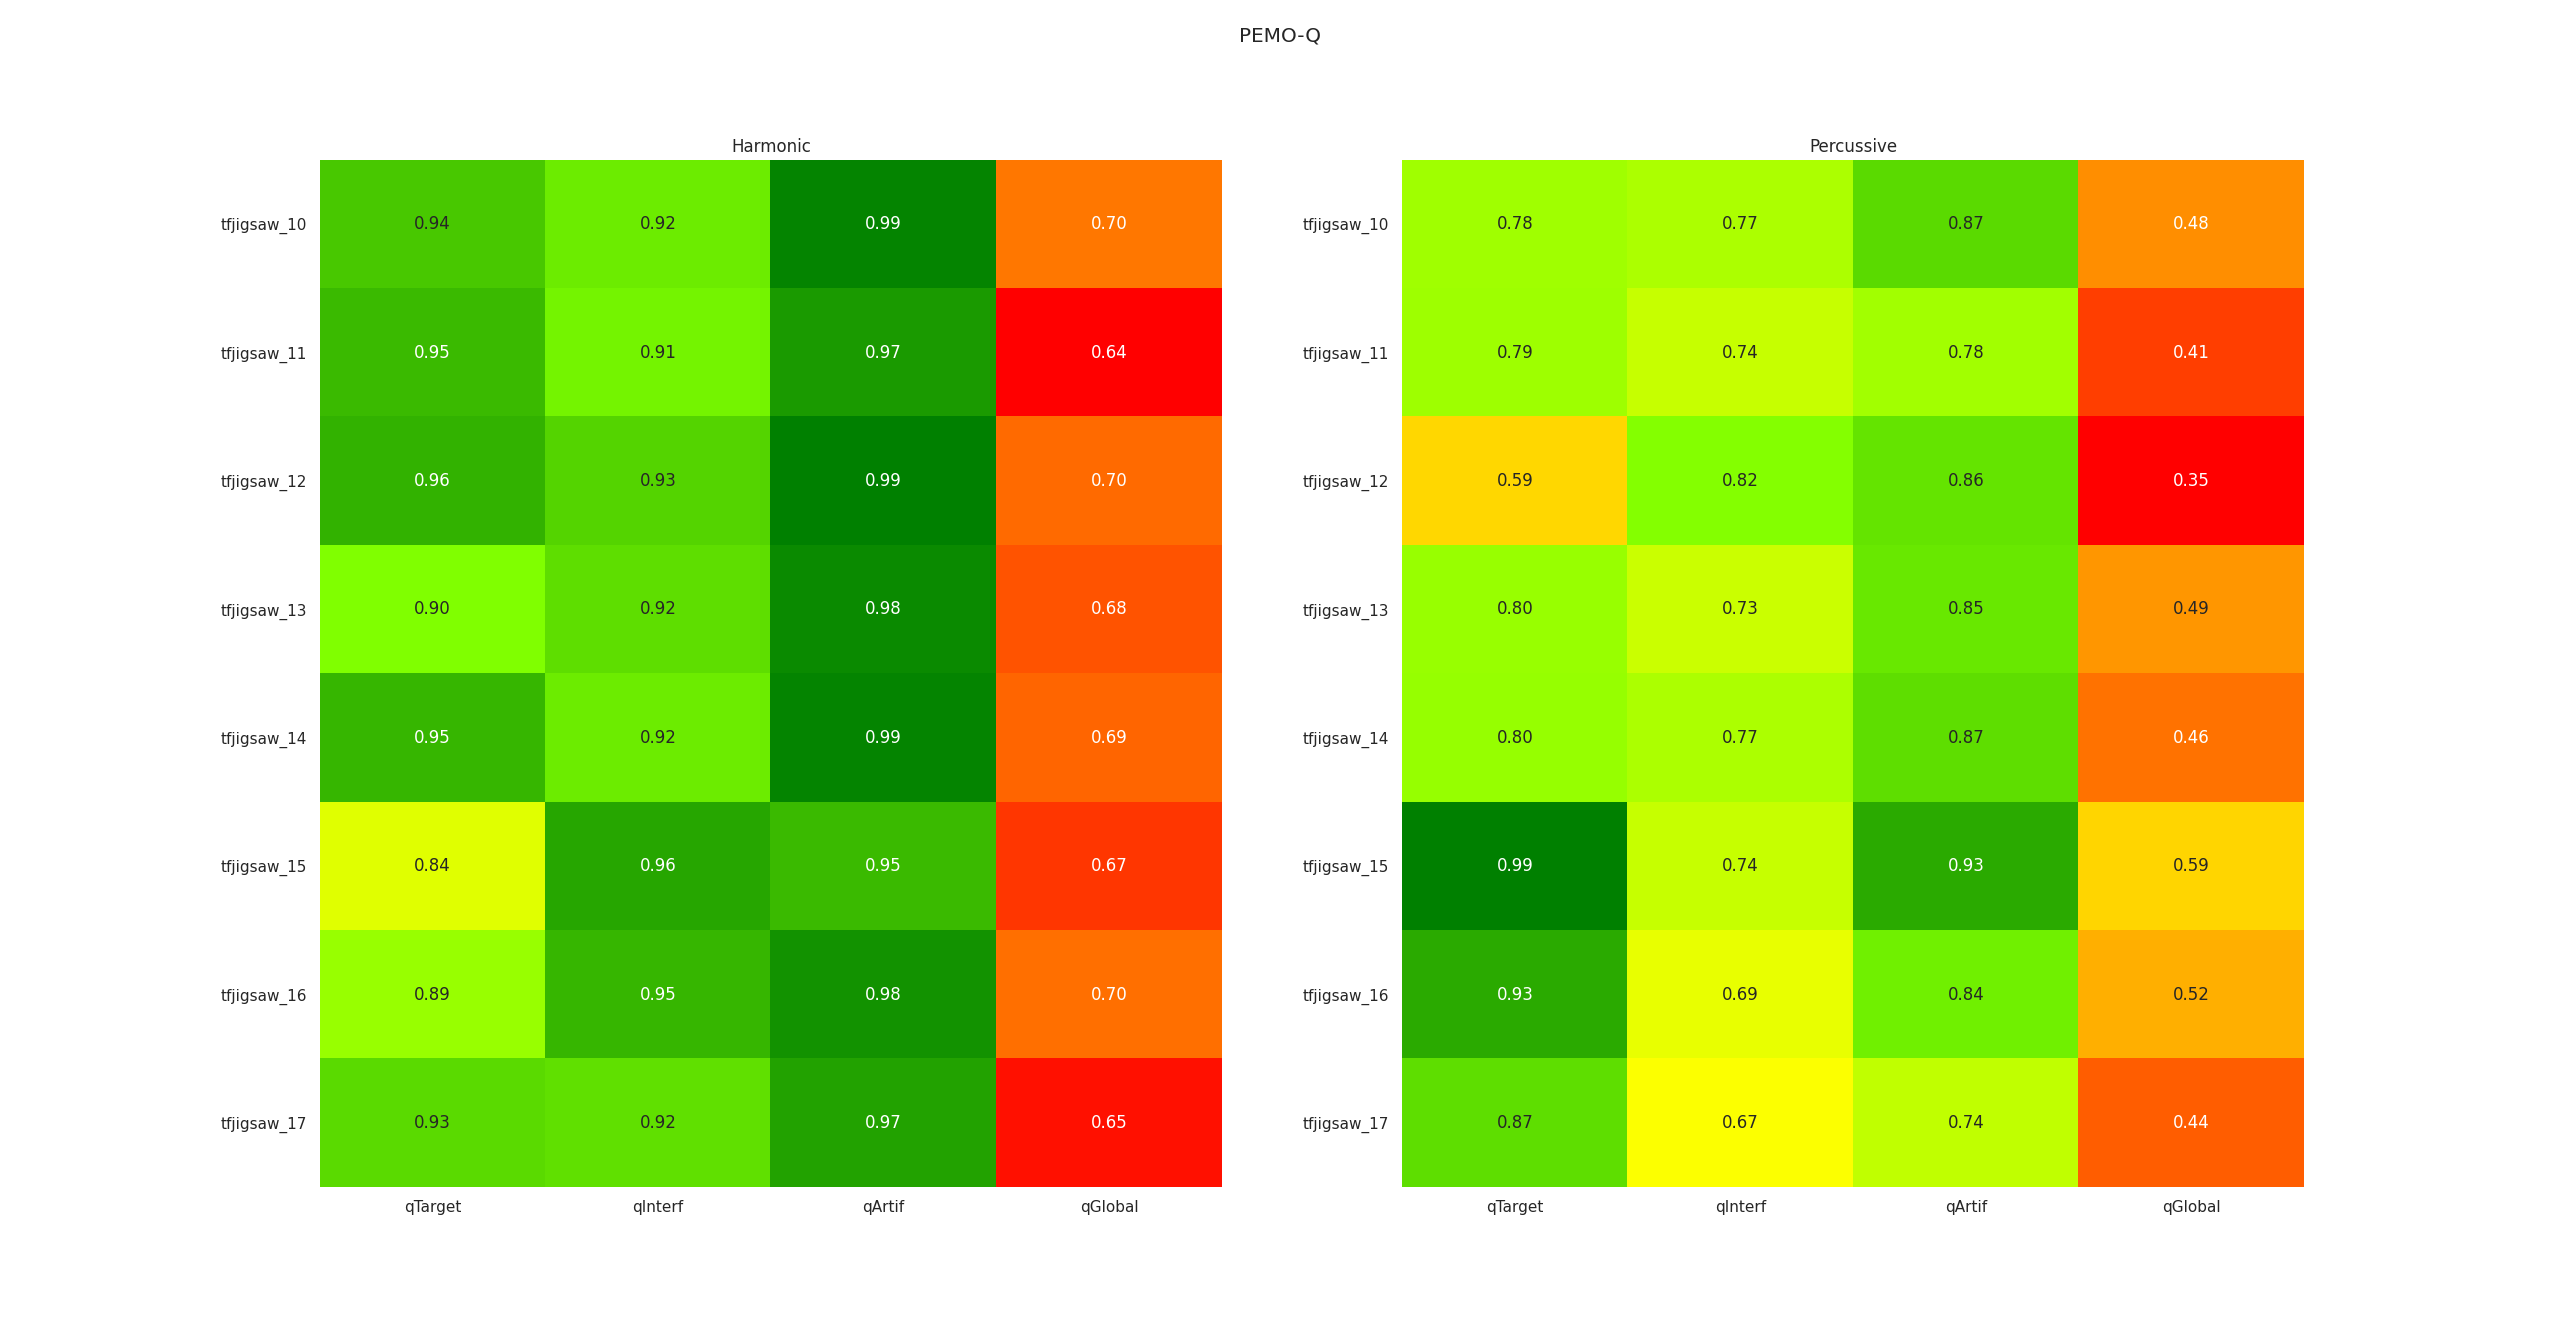 PEMO-Q
Harmonic
tfjigsaw_10 0.94 0.92 0.99 0.70
tfjigsaw_11 0.95 0.91 0.97 0.64
tfjigsaw_12 0.96 0.93 0.99 0.70
tfjigsaw_13 0.90 0.92 0.98 0.68
tfjigsaw_14 0.95 0.92 0.99 0.69
tfjigsaw_15 0.84 0.96 0.95 0.67
tfjigsaw_16 0.89 0.95 0.98 0.70
tfjigsaw_17 0.93 0.92 0.97 0.65
qTarget qInterf qArtif qGlobal
Percussive
tfjigsaw_10 0.78 0.77 0.87 0.48
tfjigsaw_11 0.79 0.74 0.78 0.41
tfjigsaw_12 0.59 0.82 0.86 0.35
tfjigsaw_13 0.80 0.73 0.85 0.49
tfjigsaw_14 0.80 0.77 0.87 0.46
tfjigsaw_15 0.99 0.74 0.93 0.59
tfjigsaw_16 0.93 0.69 0.84 0.52
tfjigsaw_17 0.87 0.67 0.74 0.44
qTarget qInterf qArtif qGlobal